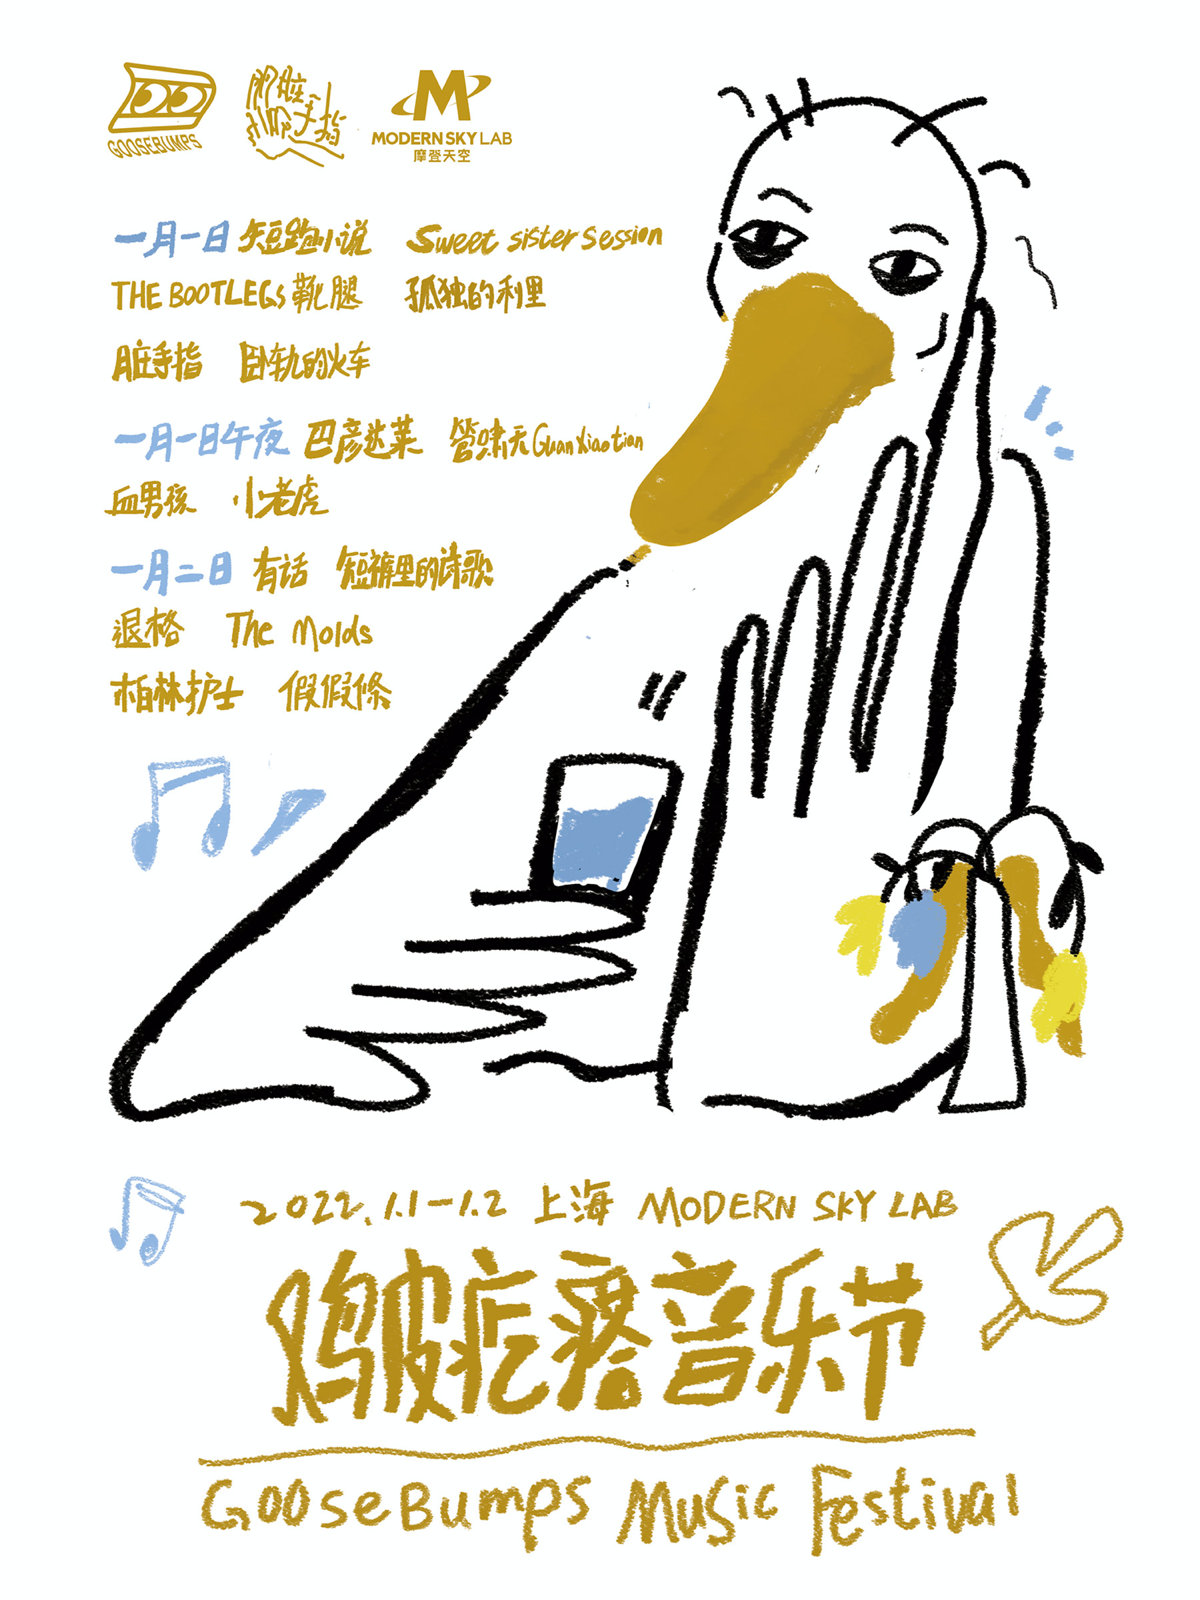 GOOSEBUMPS
脏手指
M
MODERN SKY LAB
摩登天空
一月一日 短跑小说 Sweet sister Session
THE BOOTLEGS 靴腿 孤独的利里
脏手指 卧轨的火车
一月一日午夜 巴彦达莱 管啸天 Guan Xiao tian
血男孩 小老虎
一月二日 有话 短裤里的诗歌
退格 The Molds
柏林护士 假假條
2022.1.1-1.2 上海 MODERN SKY LAB
鸡皮疙瘩音乐节
GooseBumps Music Festival